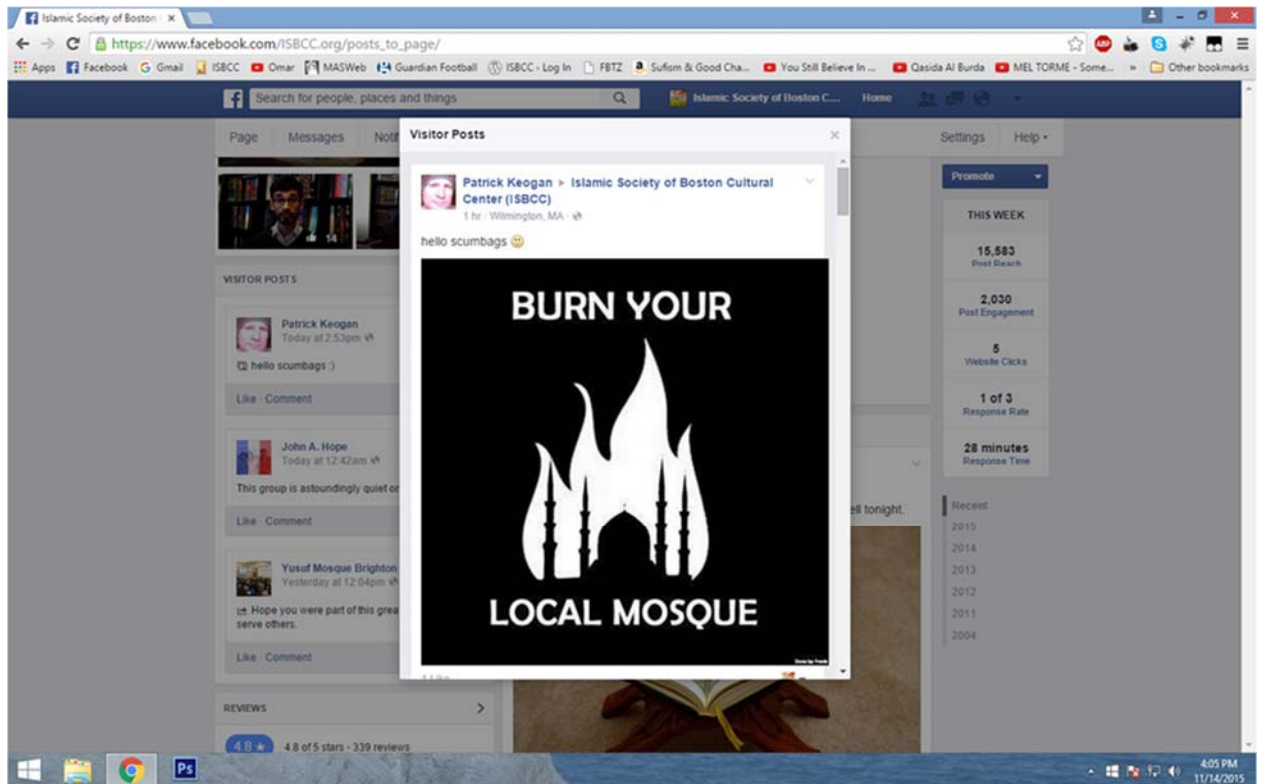 Islamic Society of Boston
https://www.facebook.com/ISBCC.org/posts_to_page/
Apps Facebook Gmail ISBCC Omar MASWeb Guardian Football ISBCC - Log In FBTZ Sufism & Good Cha... You Still Believe In ... Qasida Al Burda MEL TORME - Some... » Other bookmarks
Search for people, places and things Islamic Society of Boston C... Home
Page Messages Notif Settings Help
Visitor Posts
Patrick Keogan ▸ Islamic Society of Boston Cultural
Center (ISBCC)
1 hr · Wilmington, MA ·
hello scumbags
BURN YOUR
LOCAL MOSQUE
1 Like
14
VISITOR POSTS
Patrick Keogan
Today at 2:53pm
hello scumbags :)
Like · Comment
John A. Hope
Today at 12:42am
This group is astoundingly quiet on
Like · Comment
Yusuf Mosque Brighton
Yesterday at 12:04pm
Hope you were part of this grea
serve others.
Like · Comment
REVIEWS
4.8 ★ 4.8 of 5 stars - 339 reviews
ell tonight.
Promote
THIS WEEK
15,583
Post Reach
2,030
Post Engagement
5
Website Clicks
1 of 3
Response Rate
28 minutes
Response Time
Recent
2015
2014
2013
2012
2011
2004
Ps
4:05 PM
11/14/2015